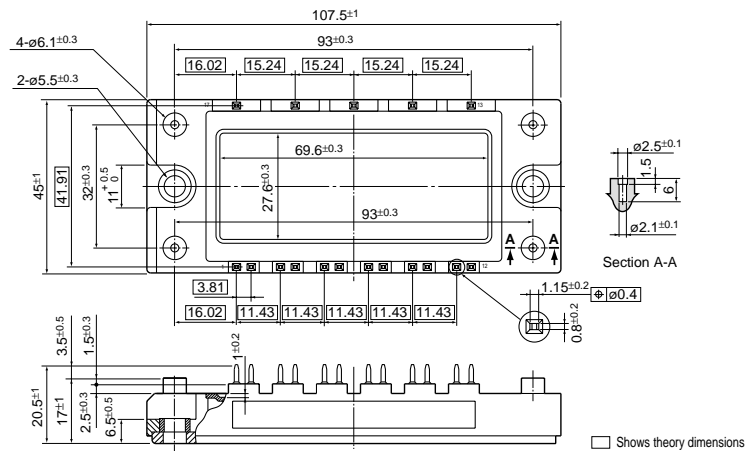 107.5±1
93±0.3
4-ø6.1±0.3
16.02 15.24 15.24 15.24 15.24
2-ø5.5±0.3
13
69.6±0.3
27.6±0.3
45±1
41.91
32±0.3
11 +0.5 0
93±0.3
A A
ø2.5±0.1
1.5
6
ø2.1±0.1
Section A-A
1 12
3.81
16.02 11.43 11.43 11.43 11.43 11.43
1.15±0.2
ø0.4
0.8±0.2
1±0.2
3.5±0.5
1.5±0.3
20.5±1
17±1
2.5±0.3
6.5±0.5
Shows theory dimensions